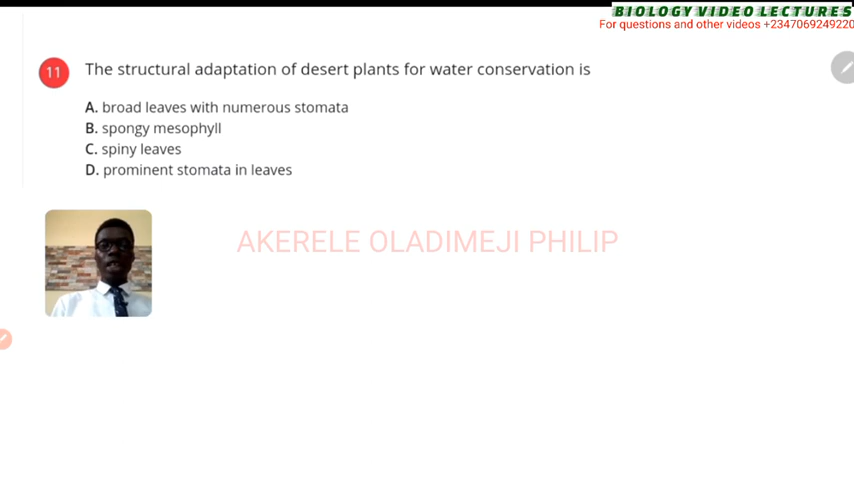 BIOLOGY VIDEO LECTURES
For questions and other videos +2347069249220
11 The structural adaptation of desert plants for water conservation is
A. broad leaves with numerous stomata
B. spongy mesophyll
C. spiny leaves
D. prominent stomata in leaves
AKERELE OLADIMEJI PHILIP